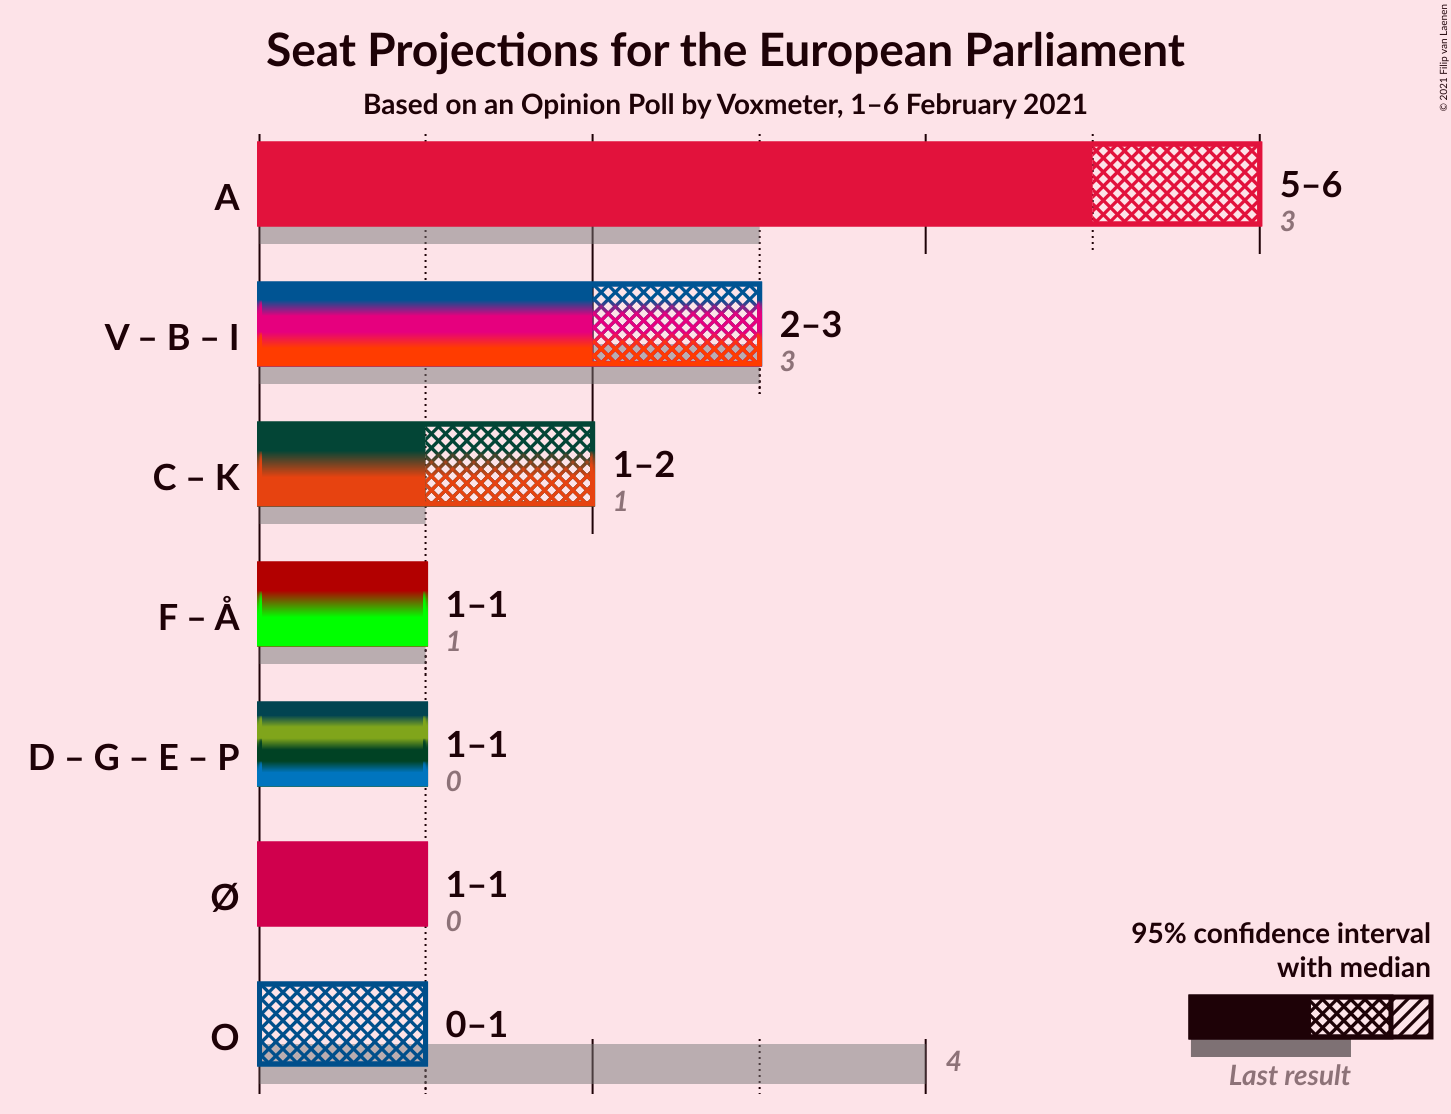 Seat Projections for the European Parliament
Based on an Opinion Poll by Voxmeter, 1–6 February 2021
© 2021 Filip van Laenen
A
5–6
3
V – B – I
2–3
3
C – K
1–2
1
F – Å
1–1
1
D – G – E – P
1–1
0
Ø
1–1
0
O
0–1
4
95% confidence interval
with median
Last result